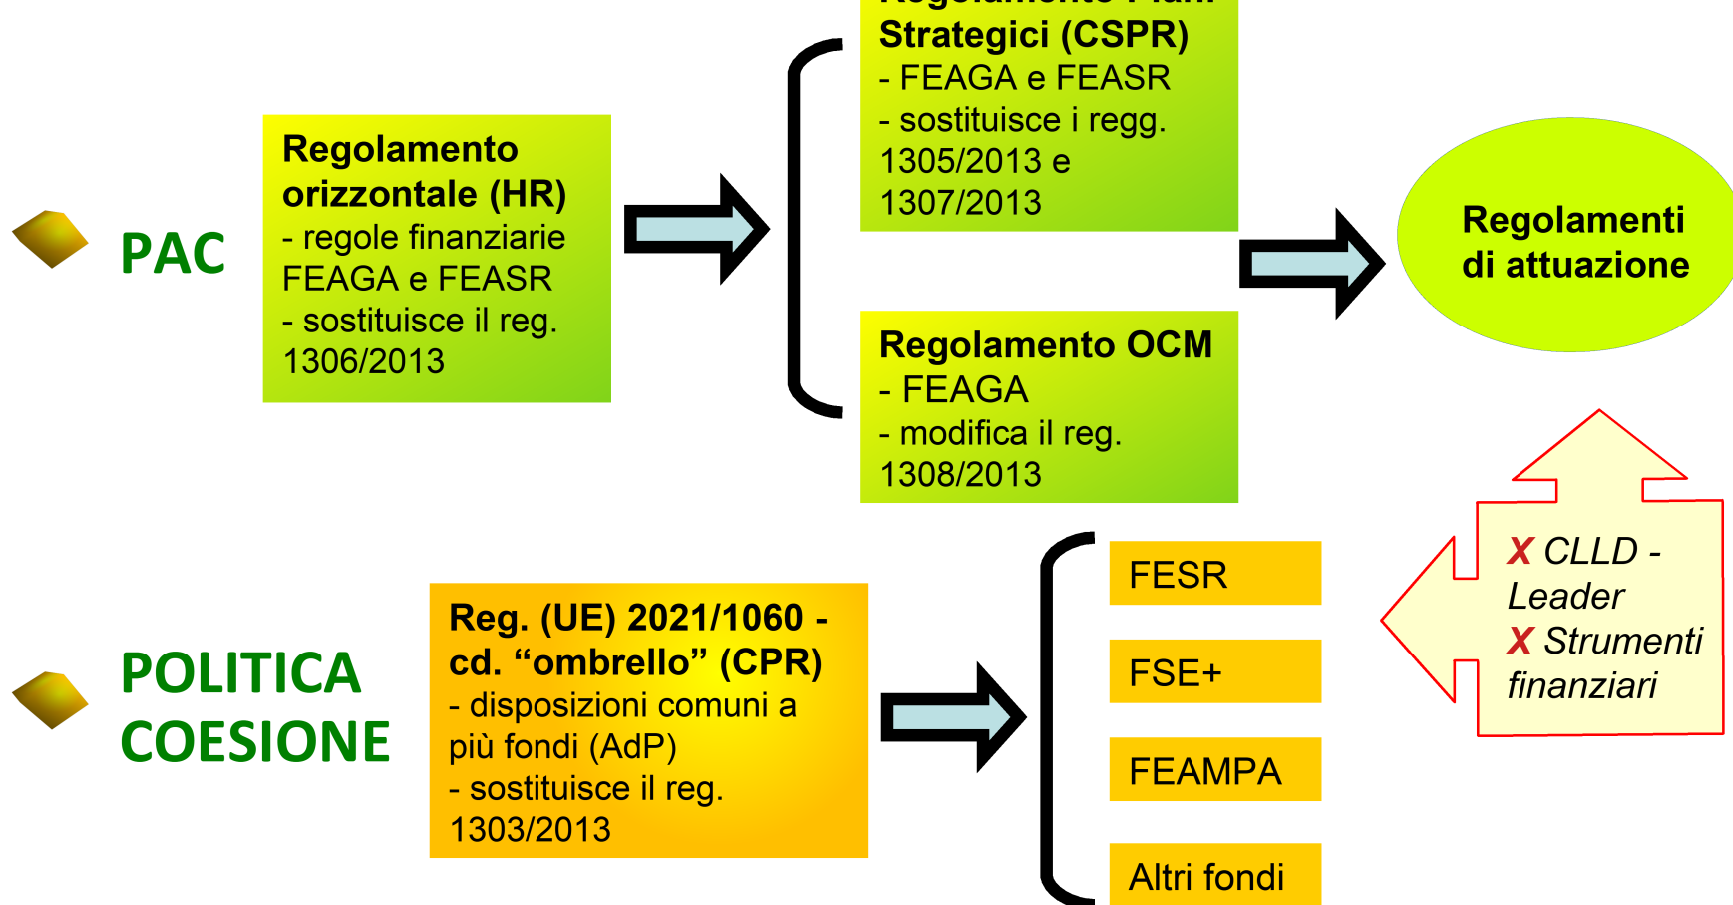 PAC
Regolamento
orizzontale (HR)
- regole finanziarie
FEAGA e FEASR
- sostituisce il reg.
1306/2013
Strategici (CSPR)
- FEAGA e FEASR
- sostituisce i regg.
1305/2013 e
1307/2013
Regolamento OCM
- FEAGA
- modifica il reg.
1308/2013
Regolamenti
di attuazione
X CLLD -
Leader
X Strumenti
finanziari
POLITICA
COESIONE
Reg. (UE) 2021/1060 -
cd. “ombrello” (CPR)
- disposizioni comuni a
più fondi (AdP)
- sostituisce il reg.
1303/2013
FESR
FSE+
FEAMPA
Altri fondi